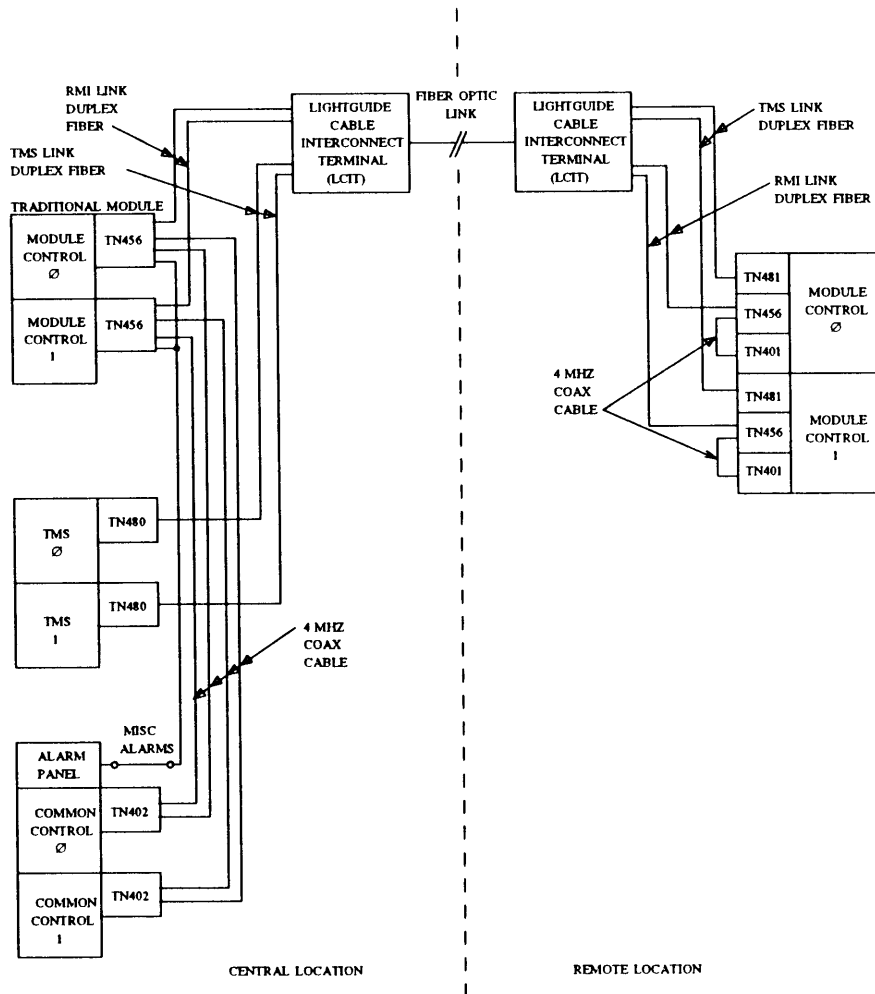 RMI LINK
DUPLEX
FIBER
TMS LINK
DUPLEX FIBER
LIGHTGUIDE
CABLE
INTERCONNECT
TERMINAL
(LCIT)
FIBER OPTIC
LINK
LIGHTGUIDE
CABLE
INTERCONNECT
TERMINAL
(LCIT)
TMS LINK
DUPLEX FIBER
RMI LINK
DUPLEX FIBER
TRADITIONAL MODULE
MODULE
CONTROL
Ø
TN456
MODULE
CONTROL
1
TN456
TN481
TN456
TN401
MODULE
CONTROL
Ø
TN481
TN456
TN401
MODULE
CONTROL
1
4 MHZ
COAX
CABLE
TMS
Ø
TN480
TMS
1
TN480
4 MHZ
COAX
CABLE
MISC
ALARMS
ALARM
PANEL
COMMON
CONTROL
Ø
TN402
COMMON
CONTROL
1
TN402
CENTRAL LOCATION
REMOTE LOCATION